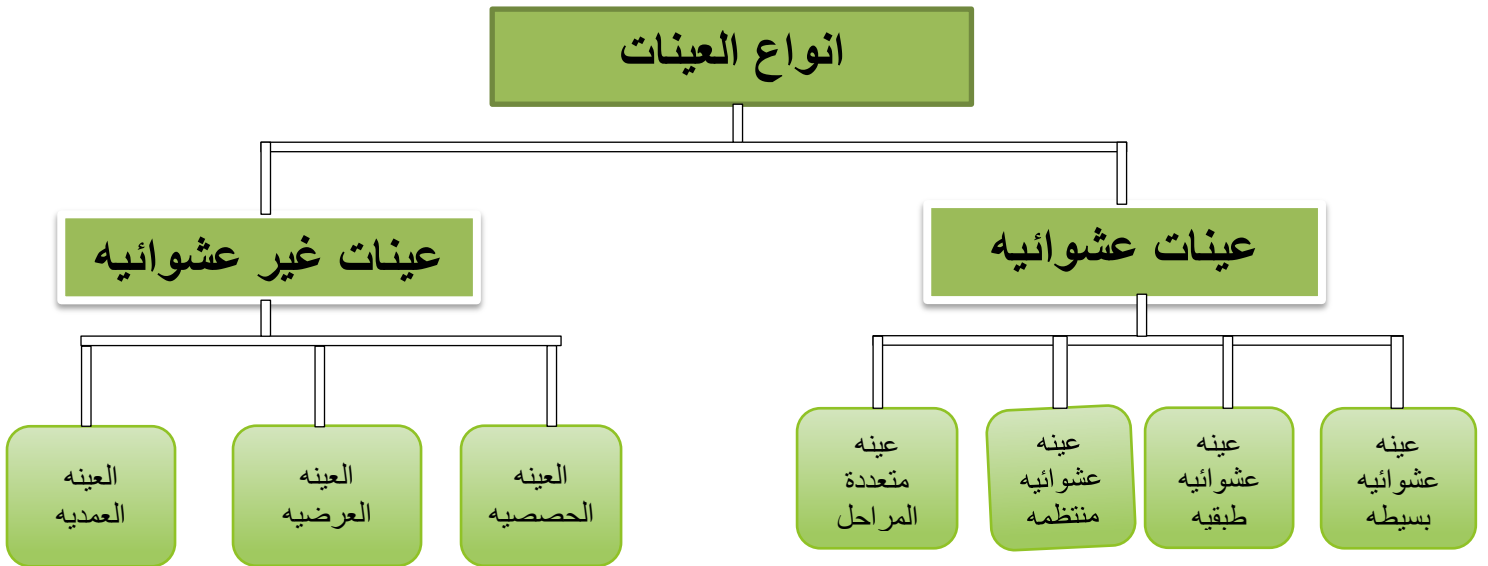 انواع العينات
عينات عشوائيه
عينات غير عشوائيه
عينه
عشوائيه
بسيطه
عينه
عشوائيه
طبقيه
عينه
عشوائيه
منتظمه
عينه
متعددة
المراحل
العينه
الحصصيه
العينه
العرضيه
العينه
العمديه